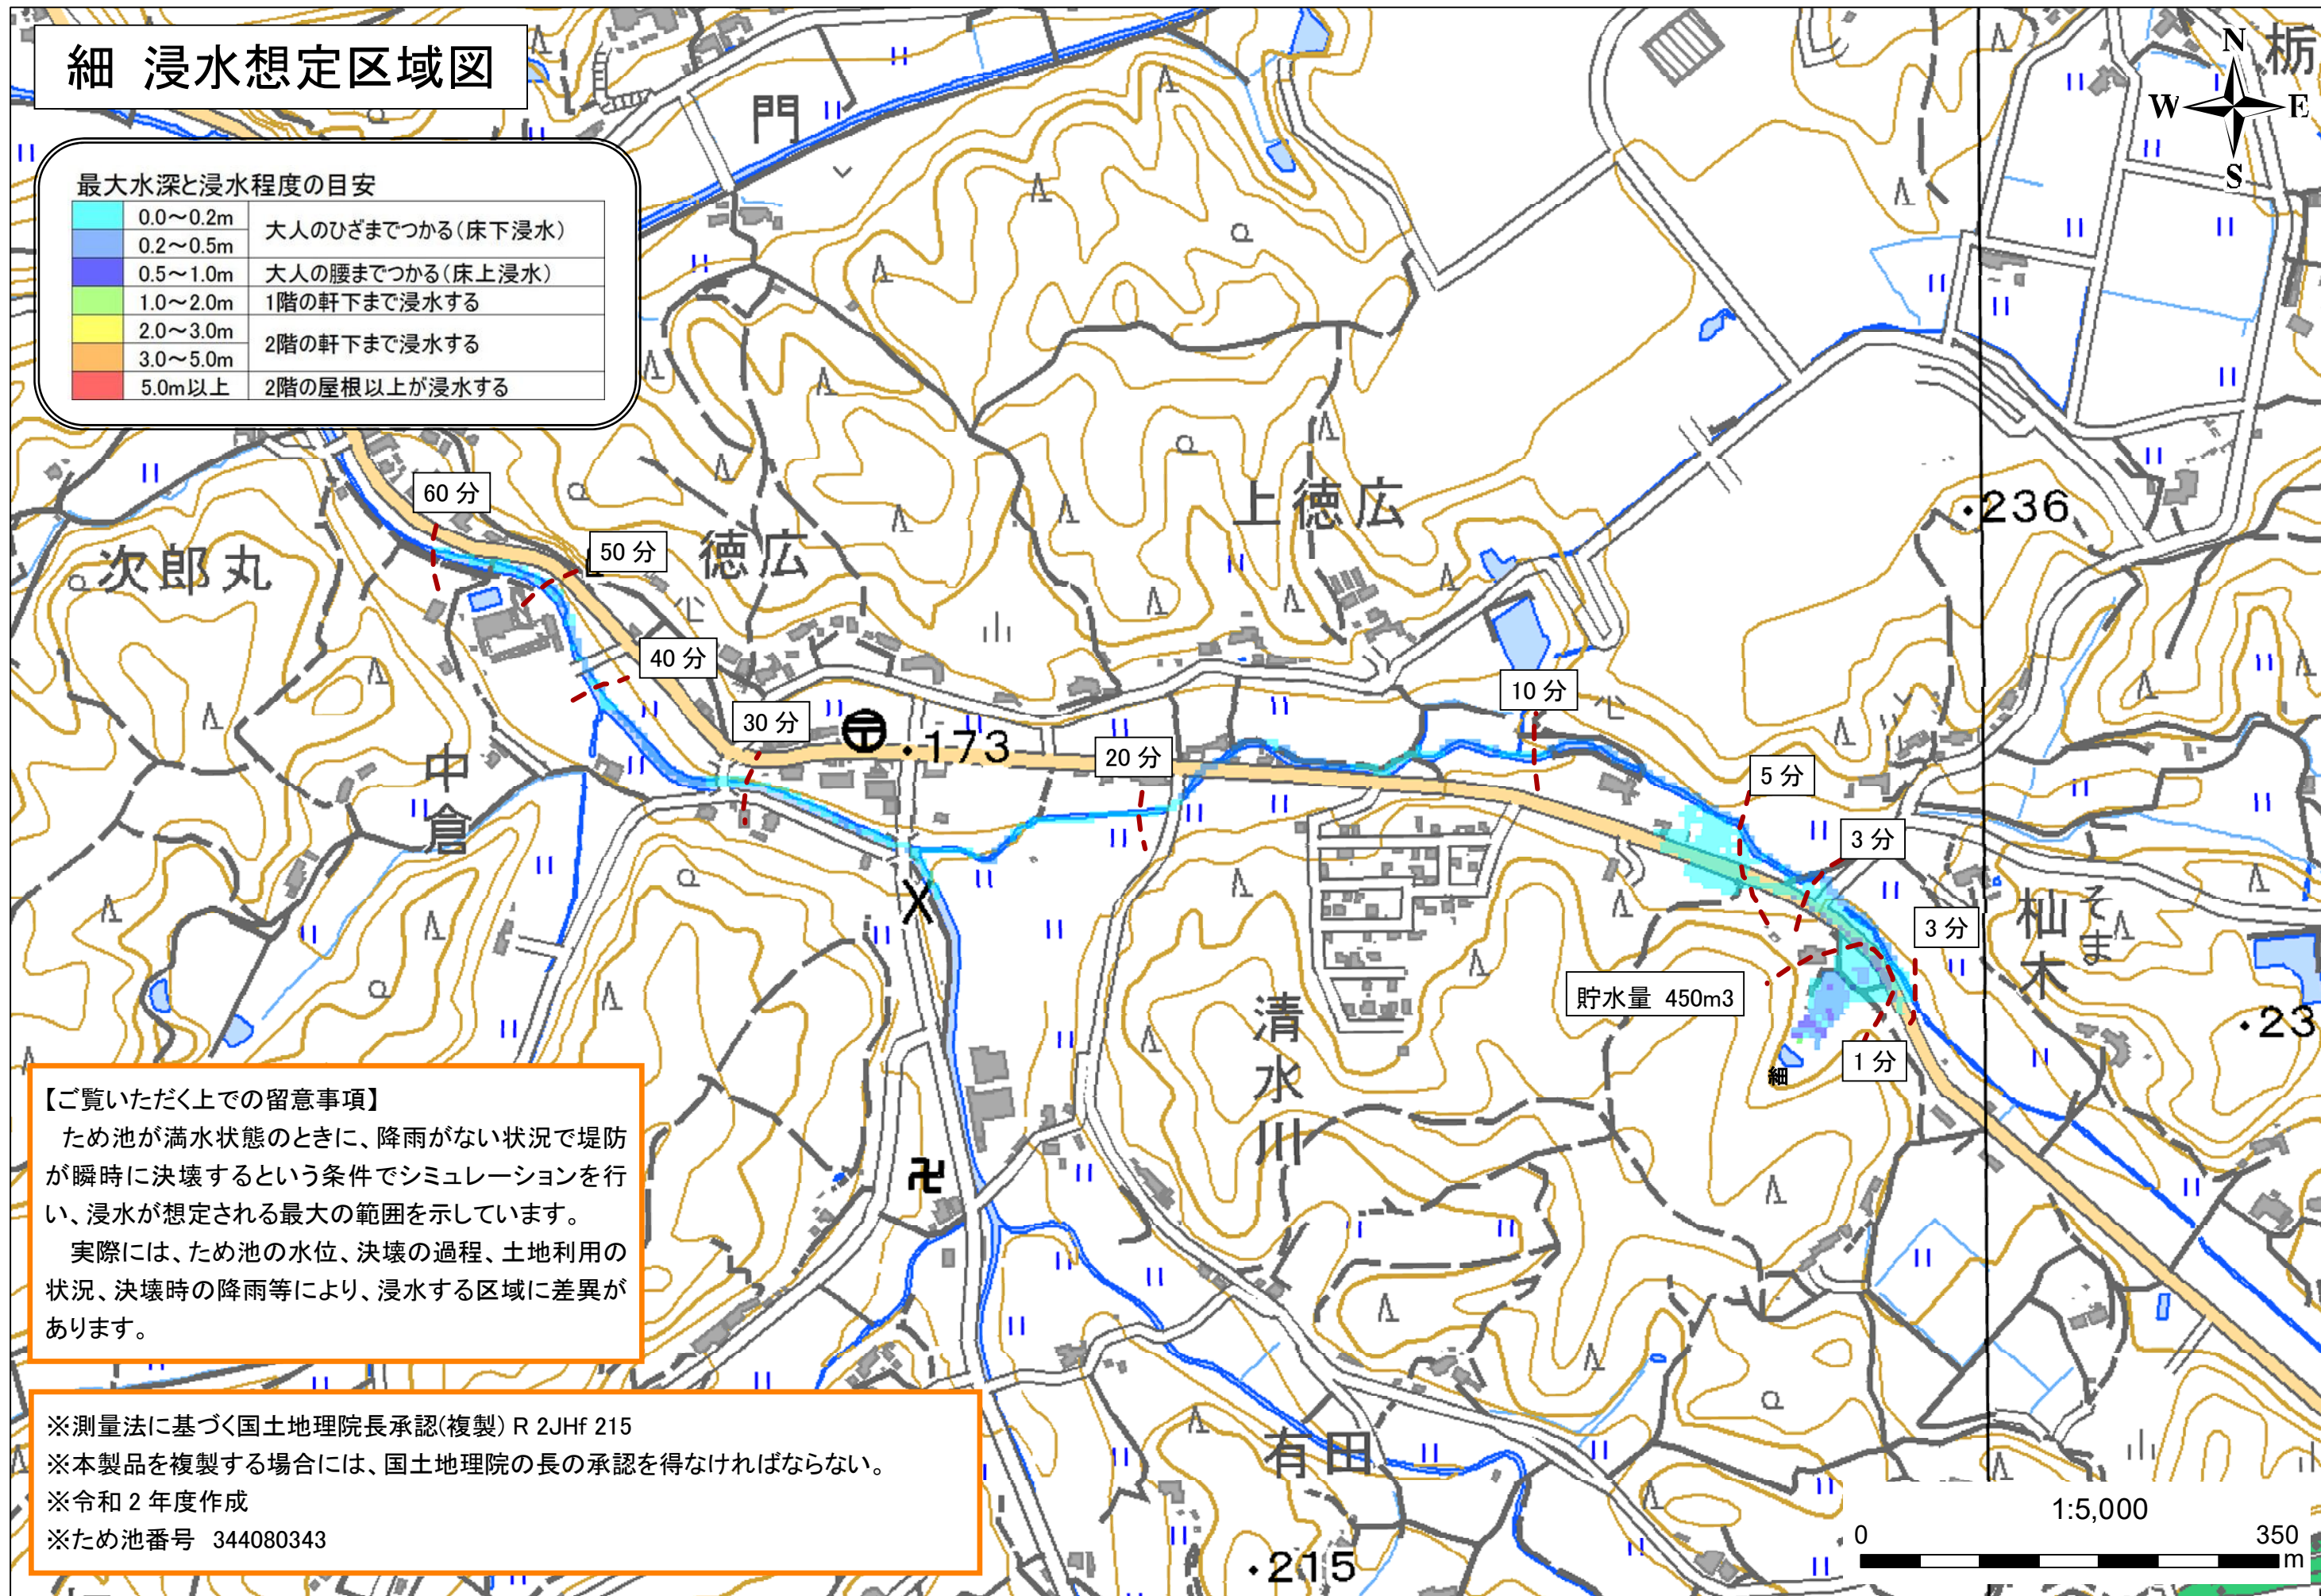 細 浸水想定区域図
最大水深と浸水程度の目安
0.0～0.2m
大人のひざまでつかる(床下浸水)
0.2～0.5m
0.5～1.0m 大人の腰までつかる(床上浸水)
1.0～2.0m 1階の軒下まで浸水する
2.0～3.0m
2階の軒下まで浸水する
3.0～5.0m
5.0m以上 2階の屋根以上が浸水する
N
W E
S
栃
門
60 分
50 分
40 分
30 分
20 分
10 分
5 分
3 分
3 分
1 分
次郎丸
徳広
上徳広
・236
・173
中倉
清水川
杣木
そま
・23
貯水量 450m3
細
有田
・215
【ご覧いただく上での留意事項】
ため池が満水状態のときに、降雨がない状況で堤防
が瞬時に決壊するという条件でシミュレーションを行
い、浸水が想定される最大の範囲を示しています。
実際には、ため池の水位、決壊の過程、土地利用の
状況、決壊時の降雨等により、浸水する区域に差異が
あります。
※測量法に基づく国土地理院長承認(複製) R 2JHf 215
※本製品を複製する場合には、国土地理院の長の承認を得なければならない。
※令和 2 年度作成
※ため池番号 344080343
1:5,000
0 350
m